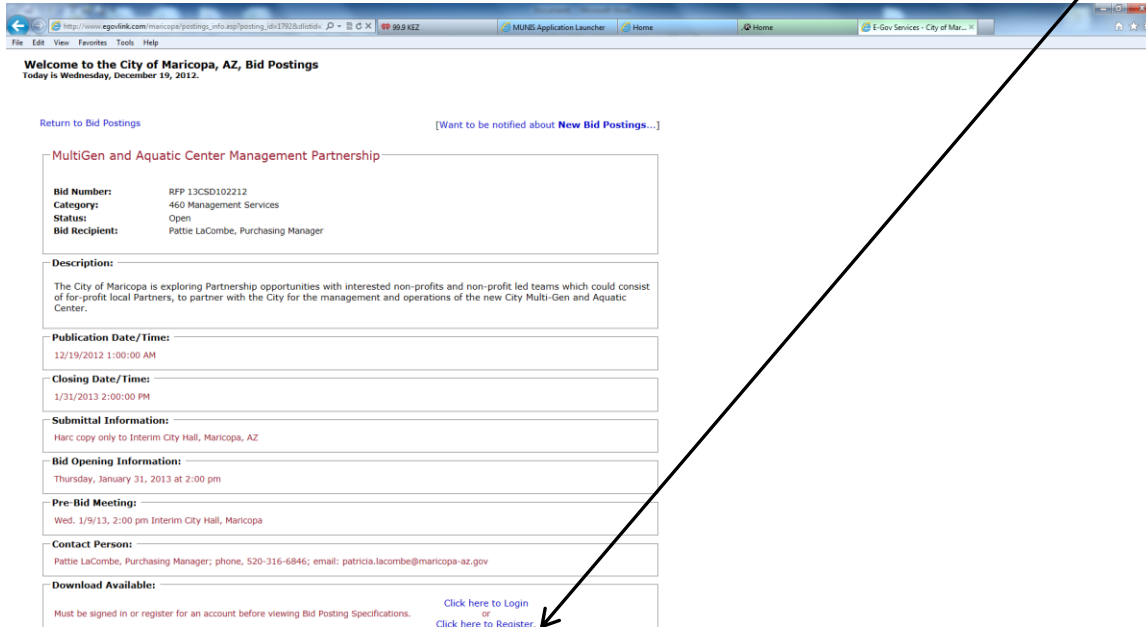 http://www.egovlink.com/maricopa/postings_info.asp?posting_id=1792&dlistid=
99.9 KEZ
MUNIS Application Launcher
Home
Home
E-Gov Services - City of Mar...
File Edit View Favorites Tools Help
Welcome to the City of Maricopa, AZ, Bid Postings
Today is Wednesday, December 19, 2012.
Return to Bid Postings
[Want to be notified about New Bid Postings...]
MultiGen and Aquatic Center Management Partnership
Bid Number: RFP 13CSD102212
Category: 460 Management Services
Status: Open
Bid Recipient: Pattie LaCombe, Purchasing Manager
Description:
The City of Maricopa is exploring Partnership opportunities with interested non-profits and non-profit led teams which could consist
of for-profit local Partners, to partner with the City for the management and operations of the new City Multi-Gen and Aquatic
Center.
Publication Date/Time:
12/19/2012 1:00:00 AM
Closing Date/Time:
1/31/2013 2:00:00 PM
Submittal Information:
Harc copy only to Interim City Hall, Maricopa, AZ
Bid Opening Information:
Thursday, January 31, 2013 at 2:00 pm
Pre-Bid Meeting:
Wed. 1/9/13, 2:00 pm Interim City Hall, Maricopa
Contact Person:
Pattie LaCombe, Purchasing Manager; phone, 520-316-6846; email: patricia.lacombe@maricopa-az.gov
Download Available:
Must be signed in or register for an account before viewing Bid Posting Specifications.
Click here to Login
or
Click here to Register.